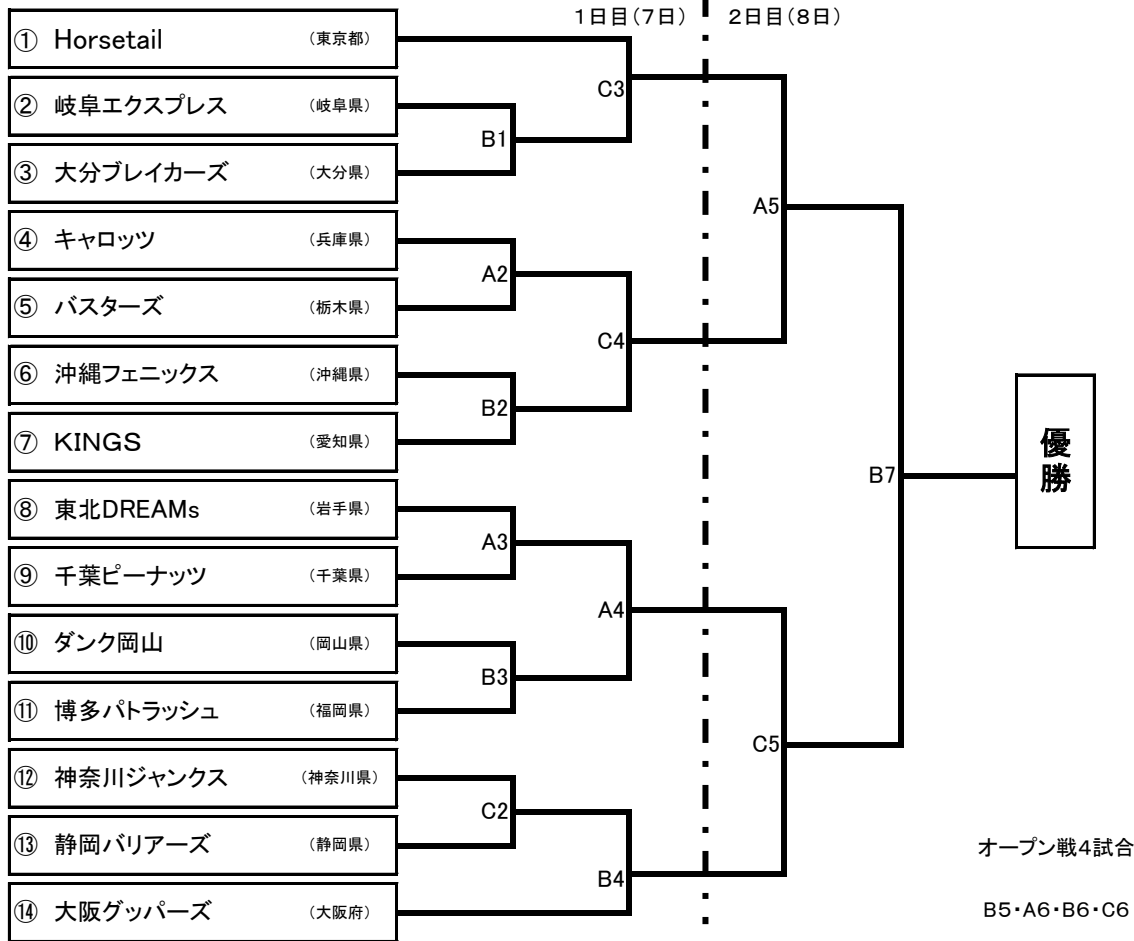 1日目(7日) 2日目(8日)
① Horsetail (東京都)
② 岐阜エクスプレス (岐阜県)
③ 大分ブレイカーズ (大分県)
④ キャロッツ (兵庫県)
⑤ バスターズ (栃木県)
⑥ 沖縄フェニックス (沖縄県)
⑦ KINGS (愛知県)
⑧ 東北DREAMs (岩手県)
⑨ 千葉ピーナッツ (千葉県)
⑩ ダンク岡山 (岡山県)
⑪ 博多パトラッシュ (福岡県)
⑫ 神奈川ジャンクス (神奈川県)
⑬ 静岡バリアーズ (静岡県)
⑭ 大阪グッパーズ (大阪府)
B1
A2
B2
A3
B3
C2
C3
C4
A4
B4
A5
C5
B7
優勝
オープン戦4試合
B5・A6・B6・C6